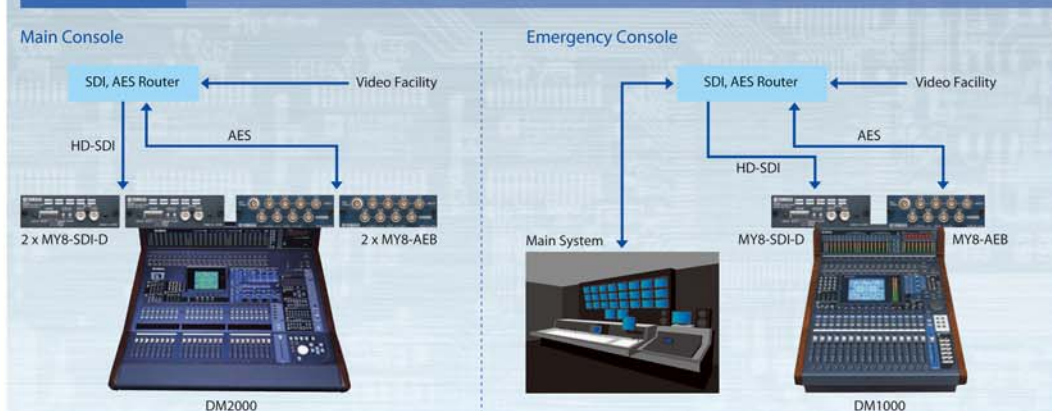 Main Console
SDI, AES Router
Video Facility
HD-SDI
AES
2 x MY8-SDI-D
2 x MY8-AEB
DM2000
Emergency Console
SDI, AES Router
Video Facility
AES
HD-SDI
Main System
MY8-SDI-D
MY8-AEB
DM1000